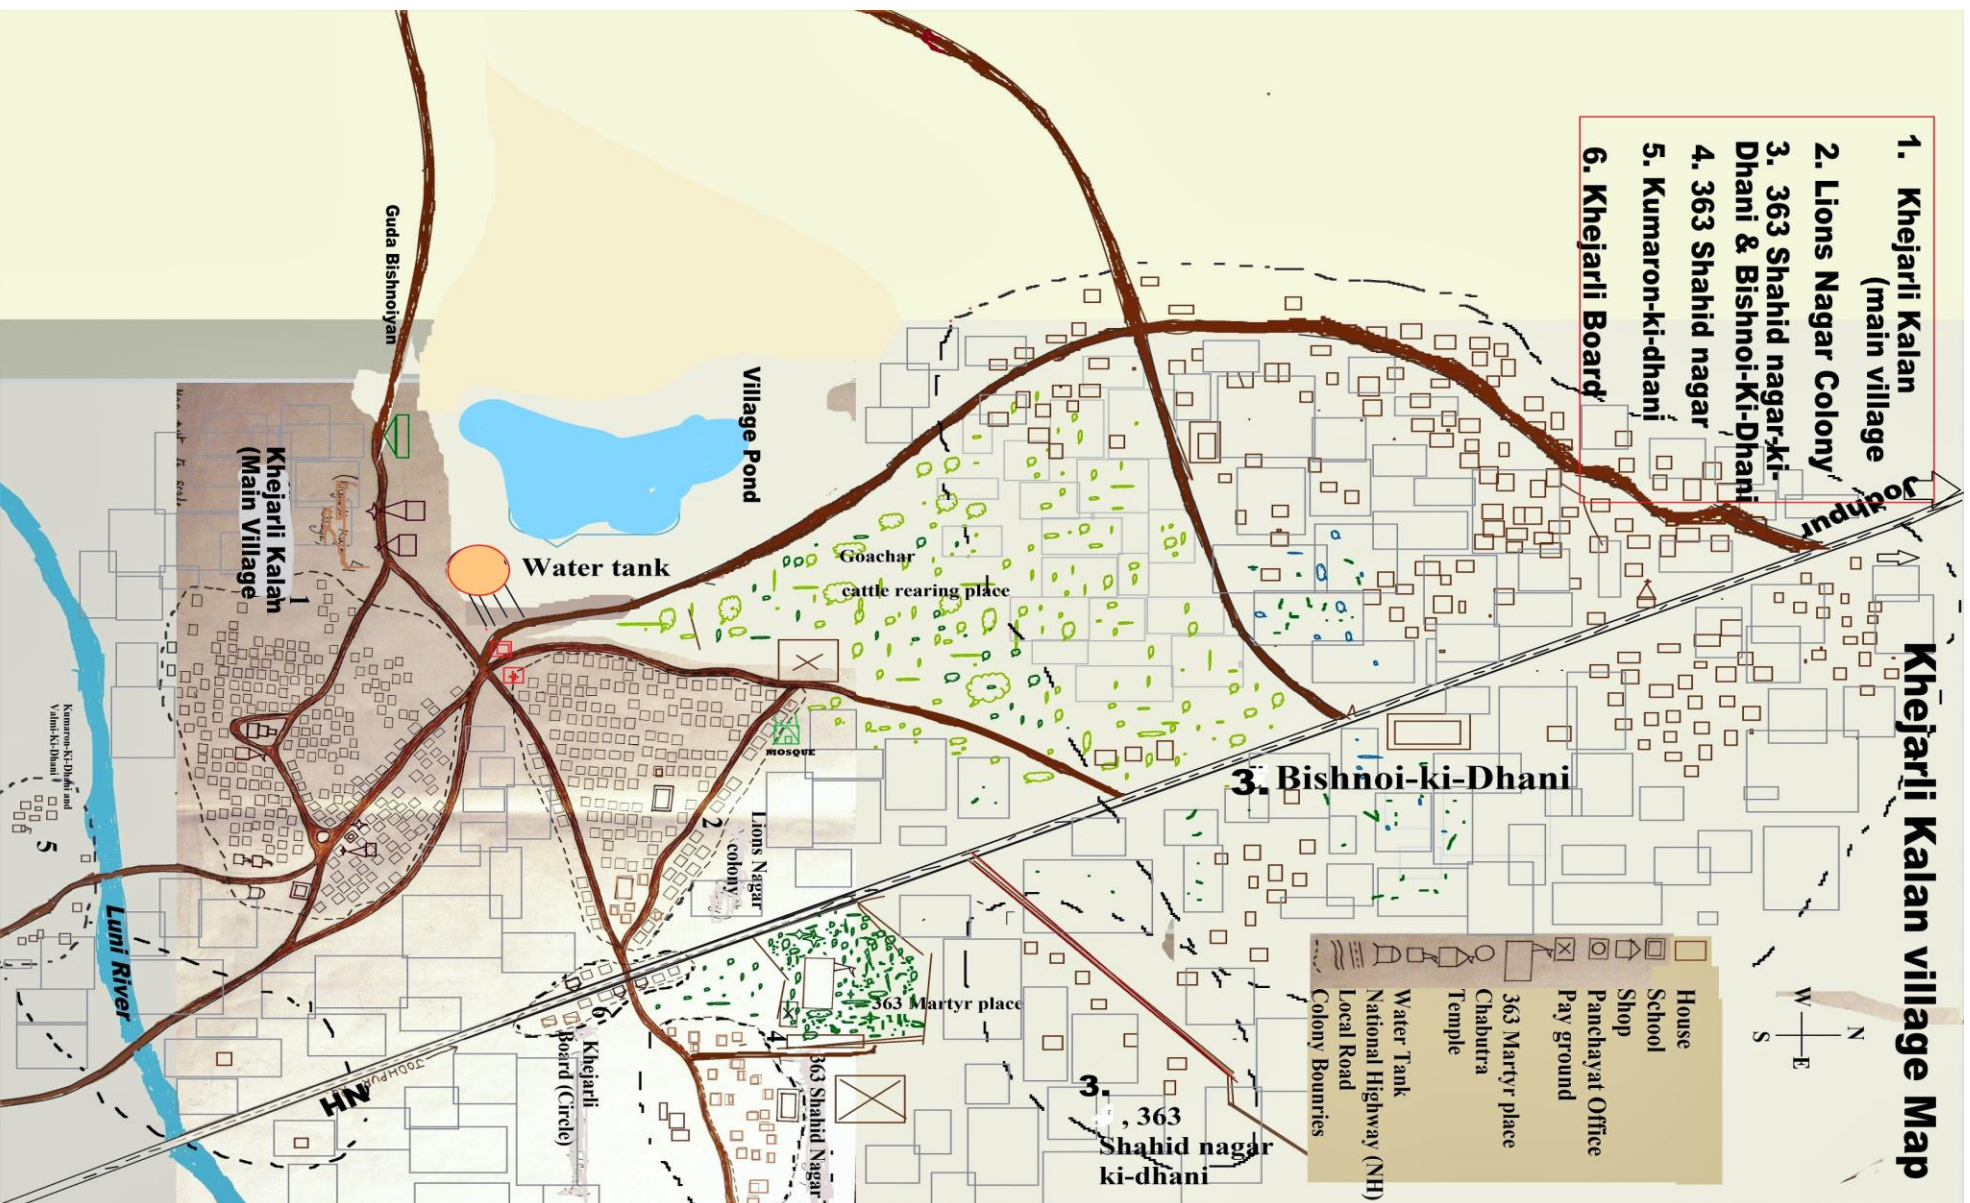 Khejarli Kalan village Map
1. Khejarli Kalan
(main village
2. Lions Nagar Colony
3. 363 Shahid nagar-ki-
Dhani & Bishnoi-Ki-Dhani
4. 363 Shahid nagar
5. Kumaron-ki-dhani
6. Khejarli Board
Jodhpur
Guda Bishnoiyan
Village Pond
Water tank
Goachar
cattle rearing place
Khejarli Kalan
(Main Village
1
MOSQUE
Lions Nagar
colony
2
3. Bishnoi-ki-Dhani
Kumaron-Ki-Dhani and
Valmi-Ki-Dhani
5
Luni River
363 Martyr place
4
363 Shahid Nagar
6
Khejarli
Board (Circle)
NH
JODHPUR
3.
, 363
Shahid nagar
ki-dhani
House
School
Shop
Panchayat Office
Pay ground
363 Martyr place
Chabutra
Temple
Water Tank
National Highway (NH)
Local Road
Colony Bounries
N
W
E
S